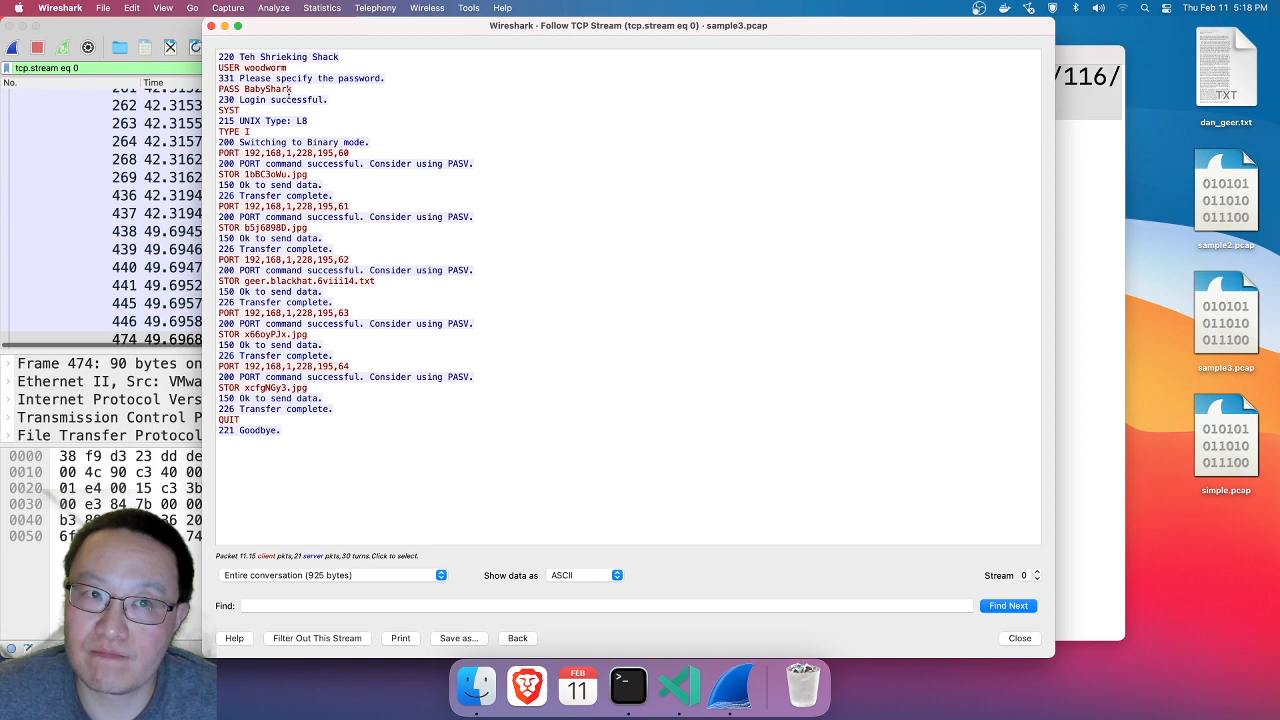 Wireshark File Edit View Go Capture Analyze Statistics Telephony Wireless Tools Help
Thu Feb 11 5:19 PM
Wireshark · Follow TCP Stream (tcp.stream eq 0) · sample3.pcap
tcp.stream eq 0
No. Time
262 42.3153
263 42.3155
264 42.3157
268 42.3162
269 42.3162
436 42.3194
437 42.3194
438 49.6945
439 49.6946
440 49.6947
441 49.6952
445 49.6958
446 49.6958
474 49.6968
Frame 474: 90 bytes on
Ethernet II, Src: VMwa
Internet Protocol Vers
Transmission Control P
File Transfer Protocol
0000 38 f9 d3 23 dd de
0010 00 4c 90 c3 40 00
0020 01 e4 00 15 c3 3b
0030 00 e3 84 7b 00 00
0040
0050
220 Teh Shrieking Shack
USER woodworm
331 Please specify the password.
PASS BabyShark
230 Login successful.
SYST
215 UNIX Type: L8
TYPE I
200 Switching to Binary mode.
PORT 192,168,1,228,195,60
200 PORT command successful. Consider using PASV.
STOR 1bBC3oWu.jpg
150 Ok to send data.
226 Transfer complete.
PORT 192,168,1,228,195,61
200 PORT command successful. Consider using PASV.
STOR b5j6898D.jpg
150 Ok to send data.
226 Transfer complete.
PORT 192,168,1,228,195,62
200 PORT command successful. Consider using PASV.
STOR geer.blackhat.6viii14.txt
150 Ok to send data.
226 Transfer complete.
PORT 192,168,1,228,195,63
200 PORT command successful. Consider using PASV.
STOR x66oyPJx.jpg
150 Ok to send data.
226 Transfer complete.
PORT 192,168,1,228,195,64
200 PORT command successful. Consider using PASV.
STOR xcfgNGy3.jpg
150 Ok to send data.
226 Transfer complete.
QUIT
221 Goodbye.
Packet 11. 15 client pkts, 21 server pkts, 30 turns. Click to select.
Entire conversation (925 bytes) Show data as ASCII Stream 0
Find: Find Next
Help Filter Out This Stream Print Save as… Back Close
/116/
TXT
dan_geer.txt
010101
011010
011100
sample2.pcap
010101
011010
011100
sample3.pcap
010101
011010
011100
simple.pcap
FEB
11
>_